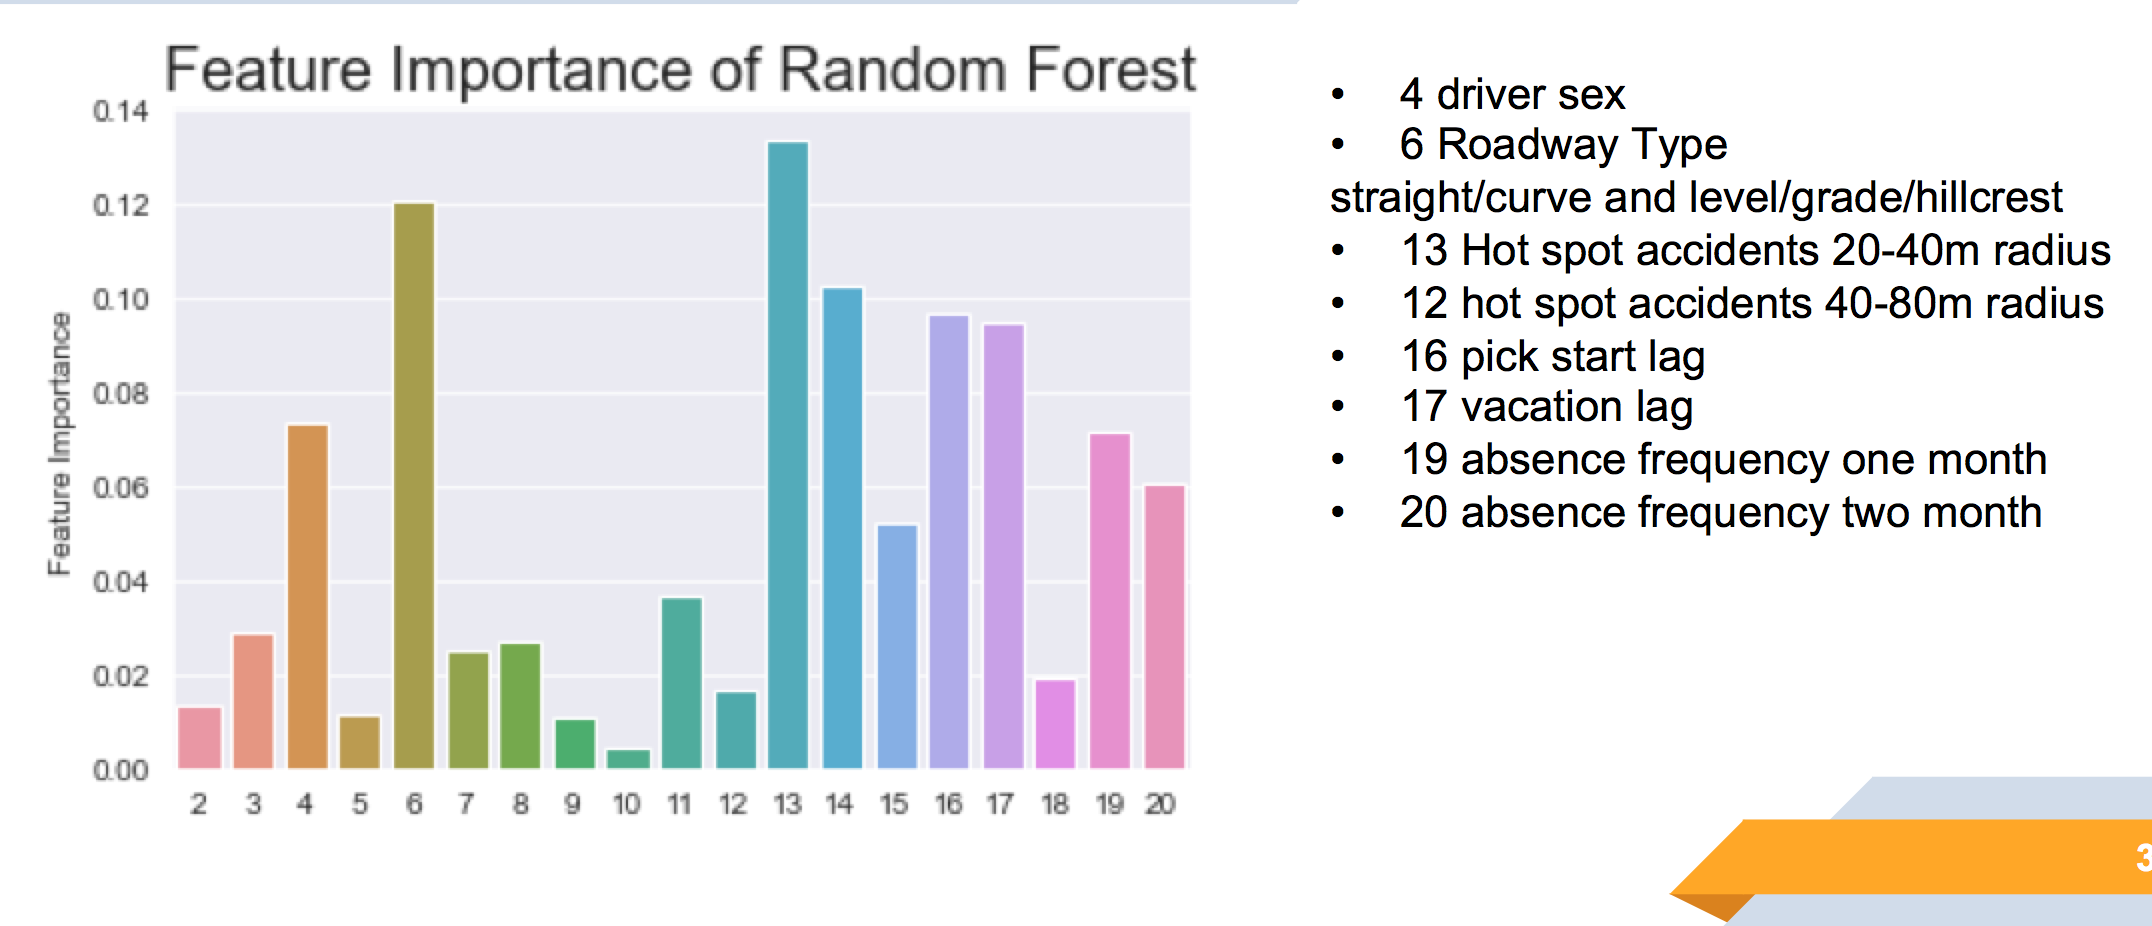 Feature Importance of Random Forest
0.14
0.12
0.10
0.08
0.06
0.04
0.02
0.00
Feature Importance
2 3 4 5 6 7 8 9 10 11 12 13 14 15 16 17 18 19 20
• 4 driver sex
• 6 Roadway Type
straight/curve and level/grade/hillcrest
• 13 Hot spot accidents 20-40m radius
• 12 hot spot accidents 40-80m radius
• 16 pick start lag
• 17 vacation lag
• 19 absence frequency one month
• 20 absence frequency two month